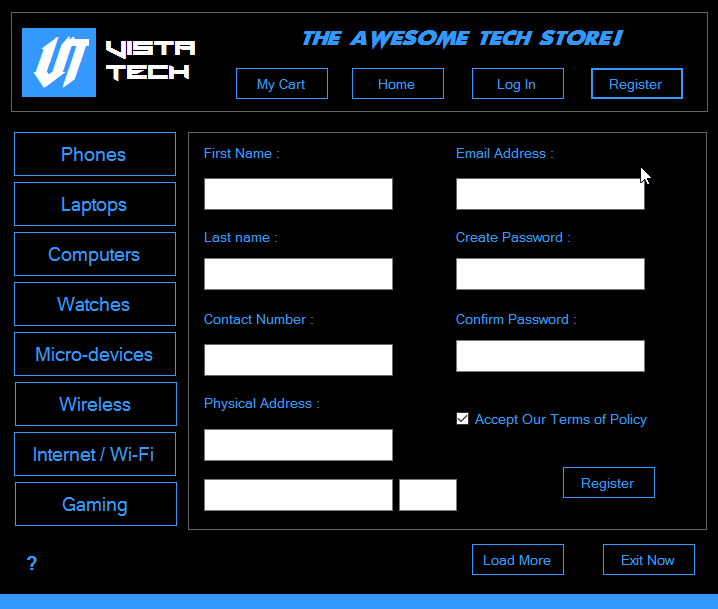 VISTA
TECH
THE AWESOME TECH STORE!
My Cart
Home
Log In
Register
Phones
Laptops
Computers
Watches
Micro-devices
Wireless
Internet / Wi-Fi
Gaming
First Name :
Email Address :
Last name :
Create Password :
Contact Number :
Confirm Password :
Physical Address :
Accept Our Terms of Policy
Register
?
Load More
Exit Now